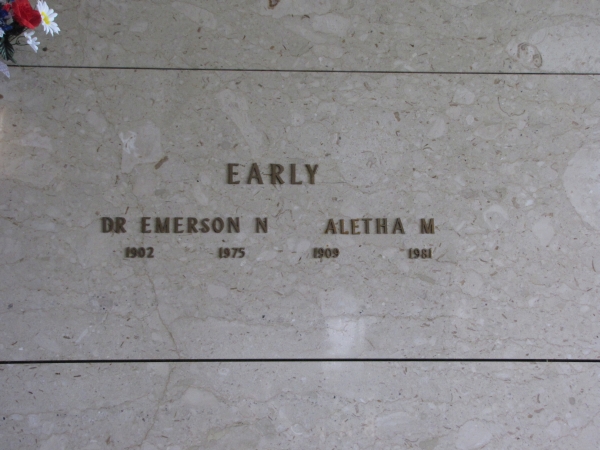 EARLY
DR EMERSON N ALETHA M
1902 1975 1909 1981